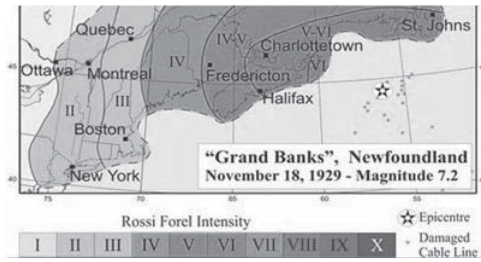 Quebec
IV-V
V-VI
St. Johns
Charlottetown
Ottawa
Montreal
IV
Fredericton
VI
45
45
Halifax
II
III
Boston
"Grand Banks", Newfoundland
November 18, 1929 - Magnitude 7.2
New York
40
40
75
70
65
60
55
Rossi Forel Intensity
Epicentre
I II III IV V VI VII VIII IX X
Damaged
Cable Line